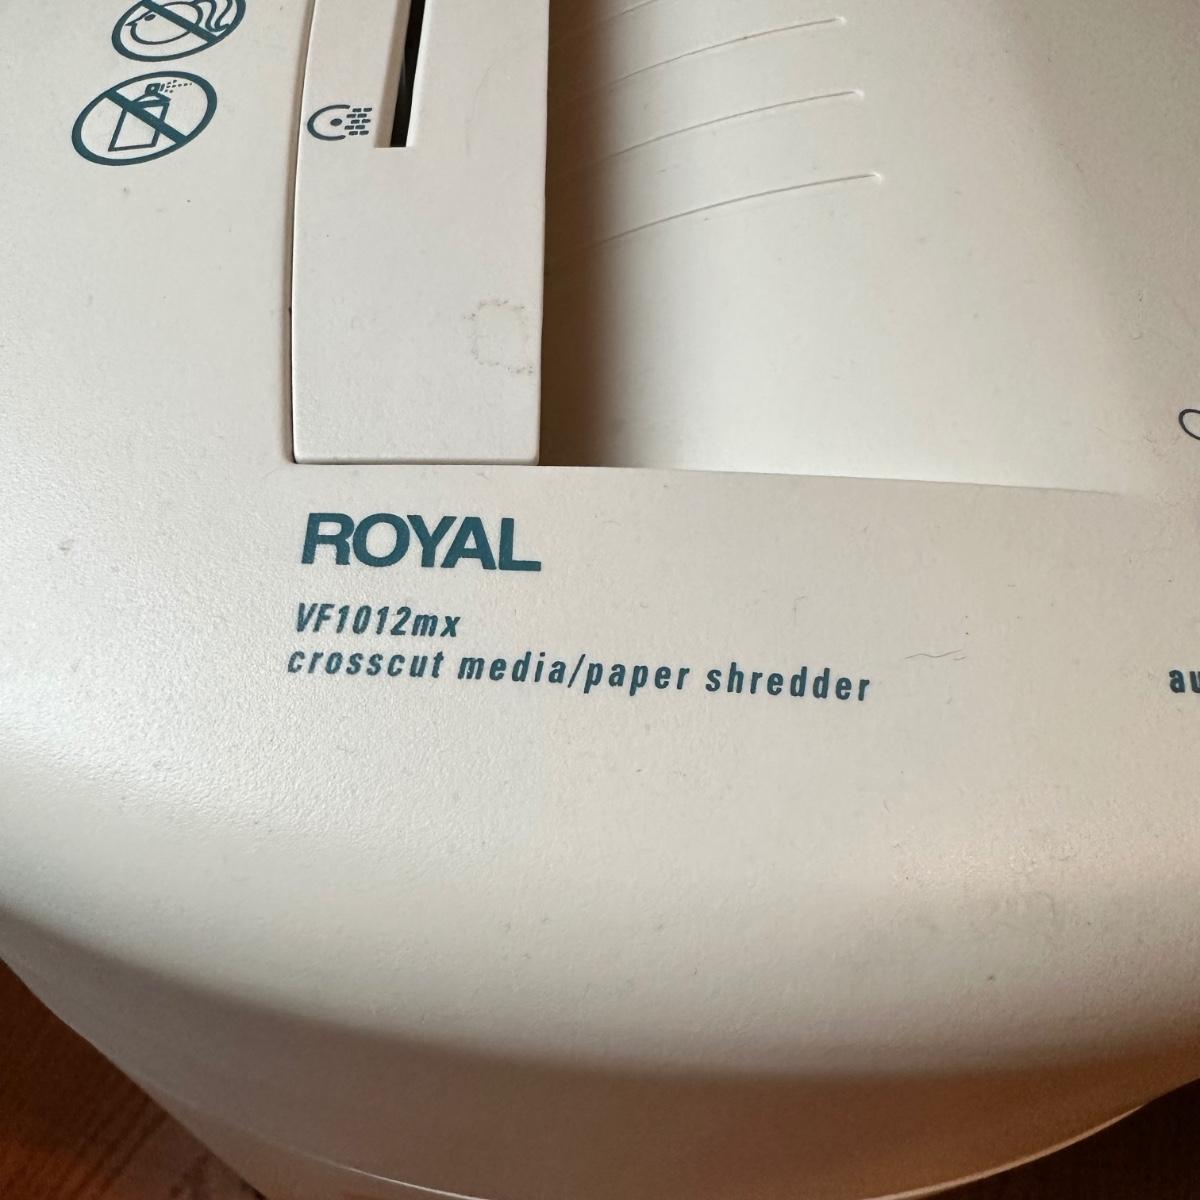 ROYAL
VF1012mx
crosscut media/paper shredder